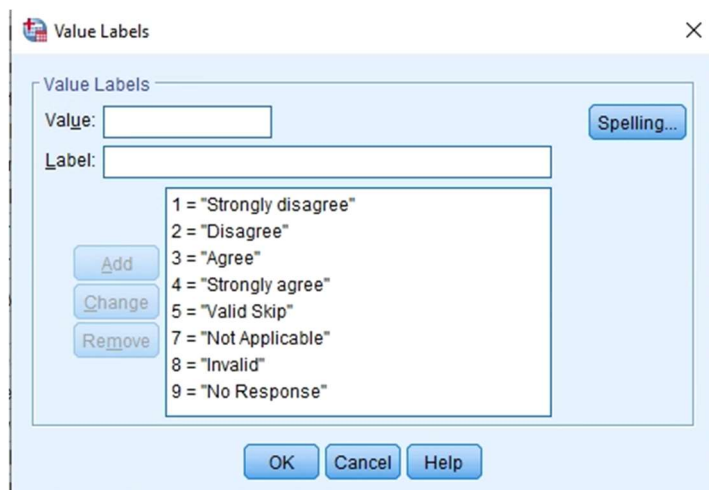 Value Labels
Value Labels
Value:
Spelling...
Label:
1 = "Strongly disagree"
2 = "Disagree"
3 = "Agree"
4 = "Strongly agree"
5 = "Valid Skip"
7 = "Not Applicable"
8 = "Invalid"
9 = "No Response"
Add
Change
Remove
OK Cancel Help